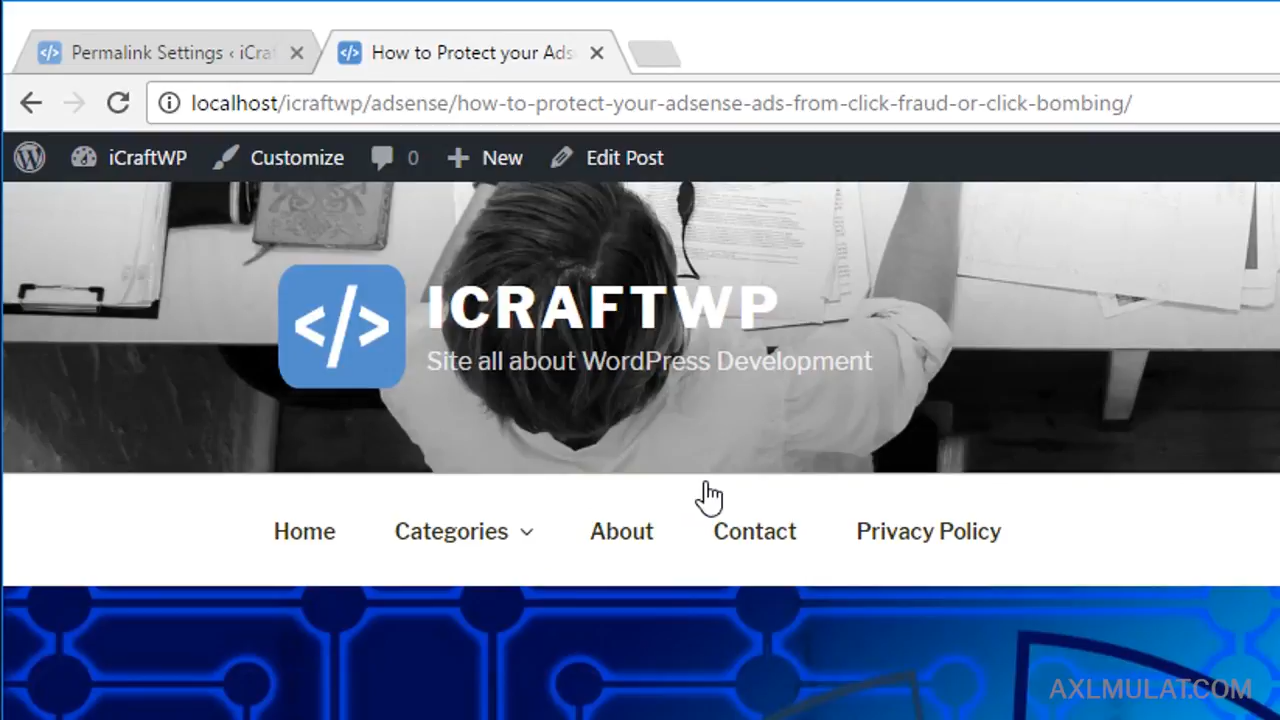 Permalink Settings ‹ iCra
How to Protect your Ads
localhost/icraftwp/adsense/how-to-protect-your-adsense-ads-from-click-fraud-or-click-bombing/
iCraftWP Customize 0 New Edit Post
</>
ICRAFTWP
Site all about WordPress Development
Home Categories About Contact Privacy Policy
AXLMULAT.COM